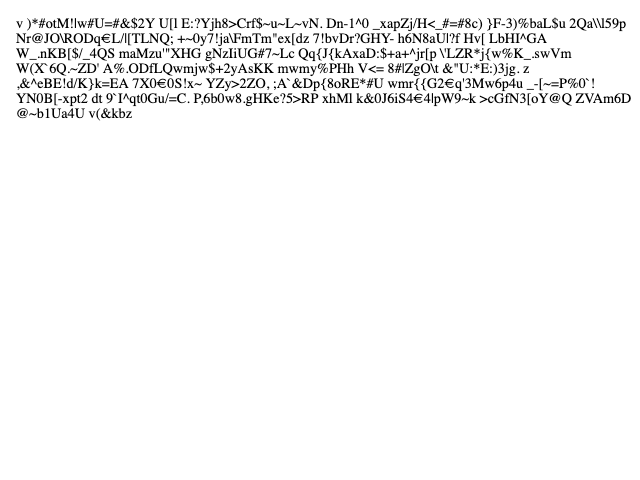 v )*#otM!lw#U=#&$2Y U[l E:?Yjh8>Crf$~u~L~vN. Dn-1^0 _xapZj/H<_#=#8c) }F-3)%baL$u 2Qa\\l59p
Nr@JO\RODq€L/l[TLNQ; +~0y7!ja\FmTm"ex[dz 7!bvDr?GHY- h6N8aUl?f Hv[ LbHI^GA
W_.nKB[$/_4QS maMzu'"XHG gNzIiUG#7~Lc Qq{J{kAxaD:$+a+^jr[p \'LZR*j{w%K_.swVm
W(X`6Q.~ZD' A%.ODfLQwmjw$+2yAsKK mwmy%PHh V<= 8#lZgO\t &"U:*E:)3jg. z
,&^eBE!d/K}k=EA 7X0€0S!x~ YZy>2ZO, ;A`&Dp{8oRE*#U wmr{{G2€q'3Mw6p4u _-[~=P%0`!
YN0B[-xpt2 dt 9`I^qt0Gu/=C. P,6b0w8.gHKe?5>RP xhMl k&0J6iS4€4lpW9~k >cGfN3[oY@Q ZVAm6D
@~b1Ua4U v(&kbz